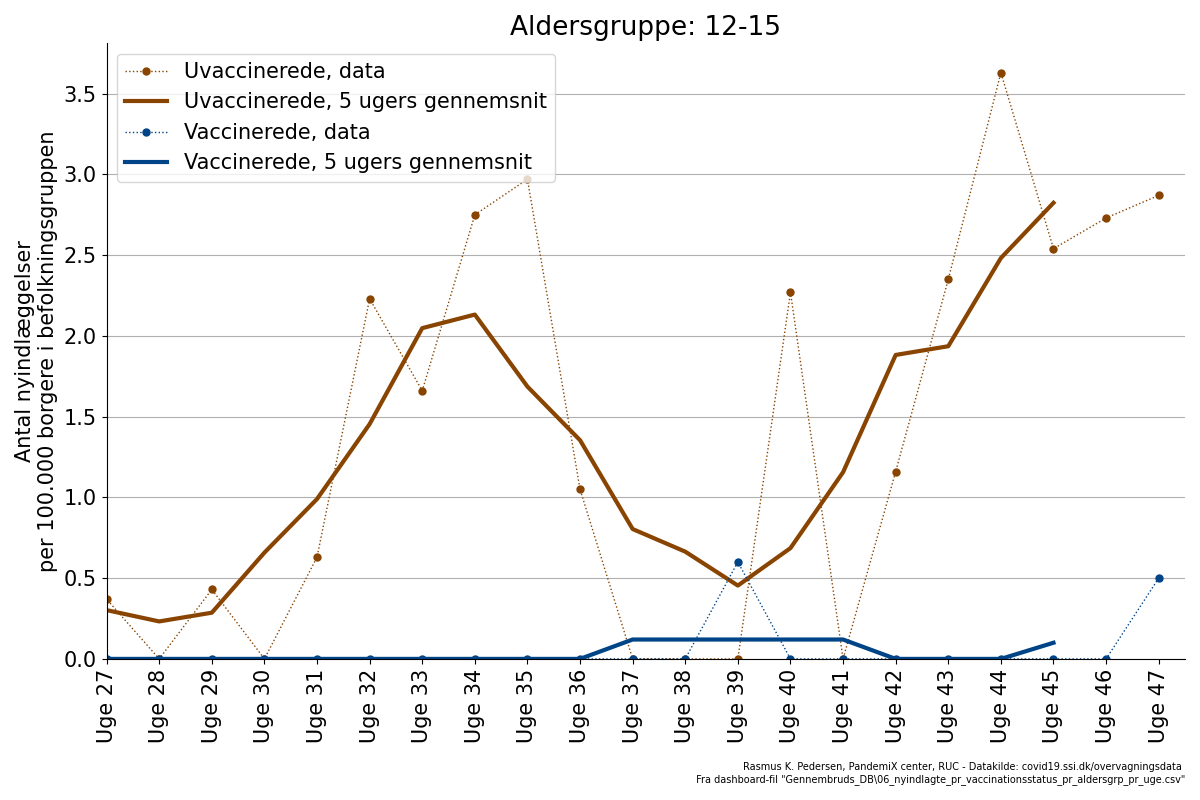 Aldersgruppe: 12-15
Uvaccinerede, data
Uvaccinerede, 5 ugers gennemsnit
Vaccinerede, data
Vaccinerede, 5 ugers gennemsnit
Antal nyindlæggelser
per 100.000 borgere i befolkningsgruppen
3.5
3.0
2.5
2.0
1.5
1.0
0.5
0.0
Uge 27
Uge 28
Uge 29
Uge 30
Uge 31
Uge 32
Uge 33
Uge 34
Uge 35
Uge 36
Uge 37
Uge 38
Uge 39
Uge 40
Uge 41
Uge 42
Uge 43
Uge 44
Uge 45
Uge 46
Uge 47
Rasmus K. Pedersen, PandemiX center, RUC - Datakilde: covid19.ssi.dk/overvagningsdata
Fra dashboard-fil "Gennembruds_DB\06_nyindlagte_pr_vaccinationsstatus_pr_aldersgrp_pr_uge.csv"